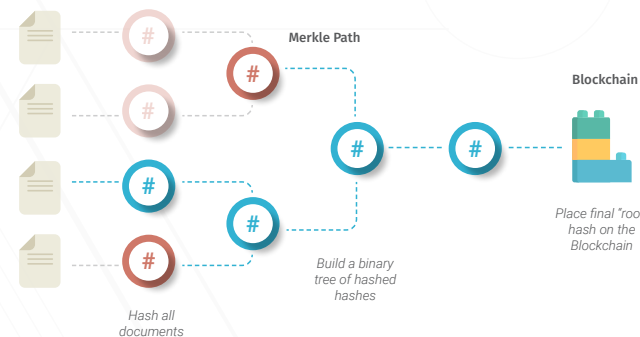 #
Merkle Path
#
Blockchain
#
#
#
#
#
Place final "roo
hash on the
Blockchain
Build a binary
tree of hashed
hashes
#
Hash all
documents